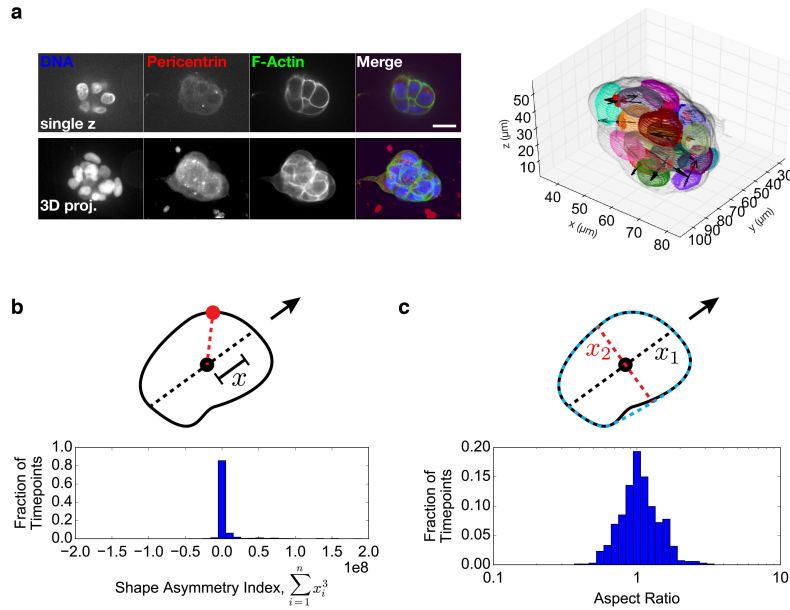 a
DNA
Pericentrin
F-Actin
Merge
single z
3D proj.
z (µm)
50
40
30
20
10
40
50
60
70
80
x (µm)
30
40
50
60
70
80
90
100
y (µm)
b
x
Fraction of
Timepoints
1.0
0.8
0.6
0.4
0.2
0.0
−2.0 −1.5 −1.0 −0.5 0.0 0.5 1.0 1.5 2.0
1e8
Shape Asymmetry Index, $\sum_{i=1}^{n} x_i^3$
c
x₂
x₁
Fraction of
Timepoints
0.20
0.15
0.10
0.05
0.00
0.1 1 10
Aspect Ratio